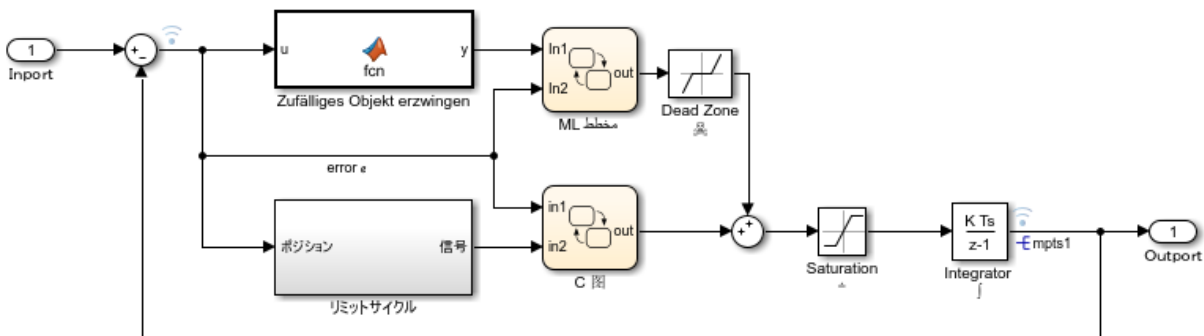 1
Inport
+
−
u
fcn
y
Zufälliges Objekt erzwingen
In1
In2
out
ML مخطط
Dead Zone
error e
ポジション
信号
リミットサイクル
in1
in2
out
C 图
+
+
Saturation
K Ts
z-1
mpts1
Integrator
∫
1
Outport